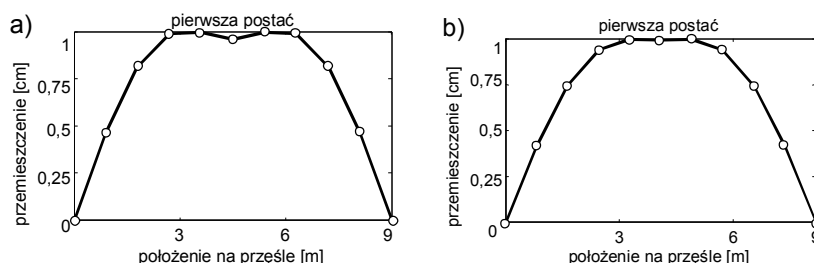 a)
pierwsza postać
przemieszczenie [cm]
1
0,75
0,5
0,25
0
3
6
9
położenie na przęśle [m]
b)
pierwsza postać
przemieszczenie [cm]
1
0,75
0,5
0,25
0
3
6
9
położenie na przęśle [m]